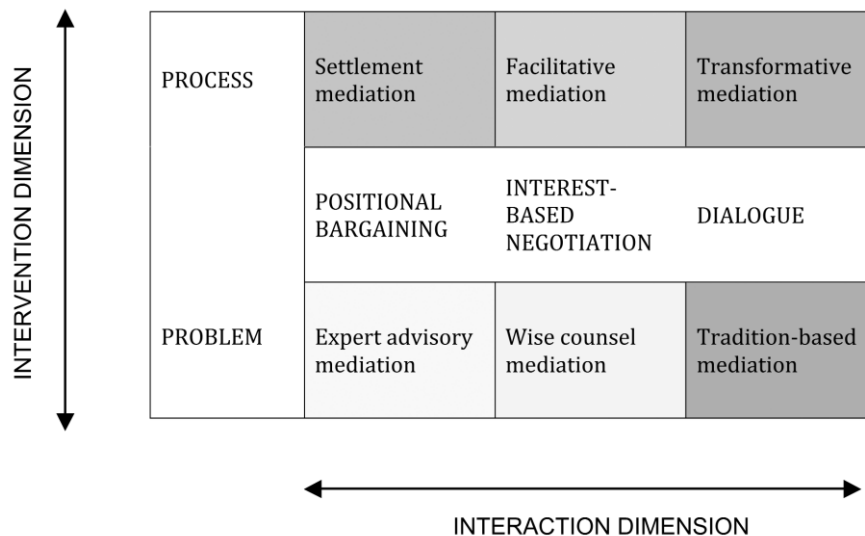 INTERVENTION DIMENSION
PROCESS
Settlement
mediation
Facilitative
mediation
Transformative
mediation
POSITIONAL
BARGAINING
INTEREST-
BASED
NEGOTIATION
DIALOGUE
PROBLEM
Expert advisory
mediation
Wise counsel
mediation
Tradition-based
mediation
INTERACTION DIMENSION